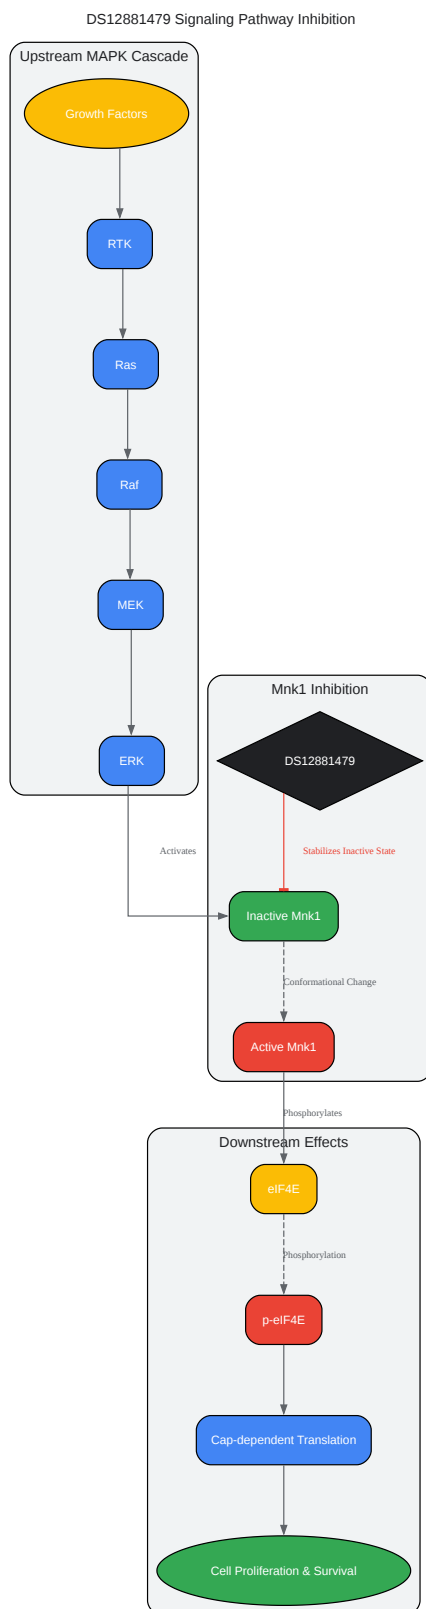 DS12881479 Signaling Pathway Inhibition
Upstream MAPK Cascade
Growth Factors
RTK
Ras
Raf
MEK
ERK
Mnk1 Inhibition
DS12881479
Activates
Stabilizes Inactive State
Inactive Mnk1
Conformational Change
Active Mnk1
Phosphorylates
Downstream Effects
eIF4E
Phosphorylation
p-eIF4E
Cap-dependent Translation
Cell Proliferation & Survival